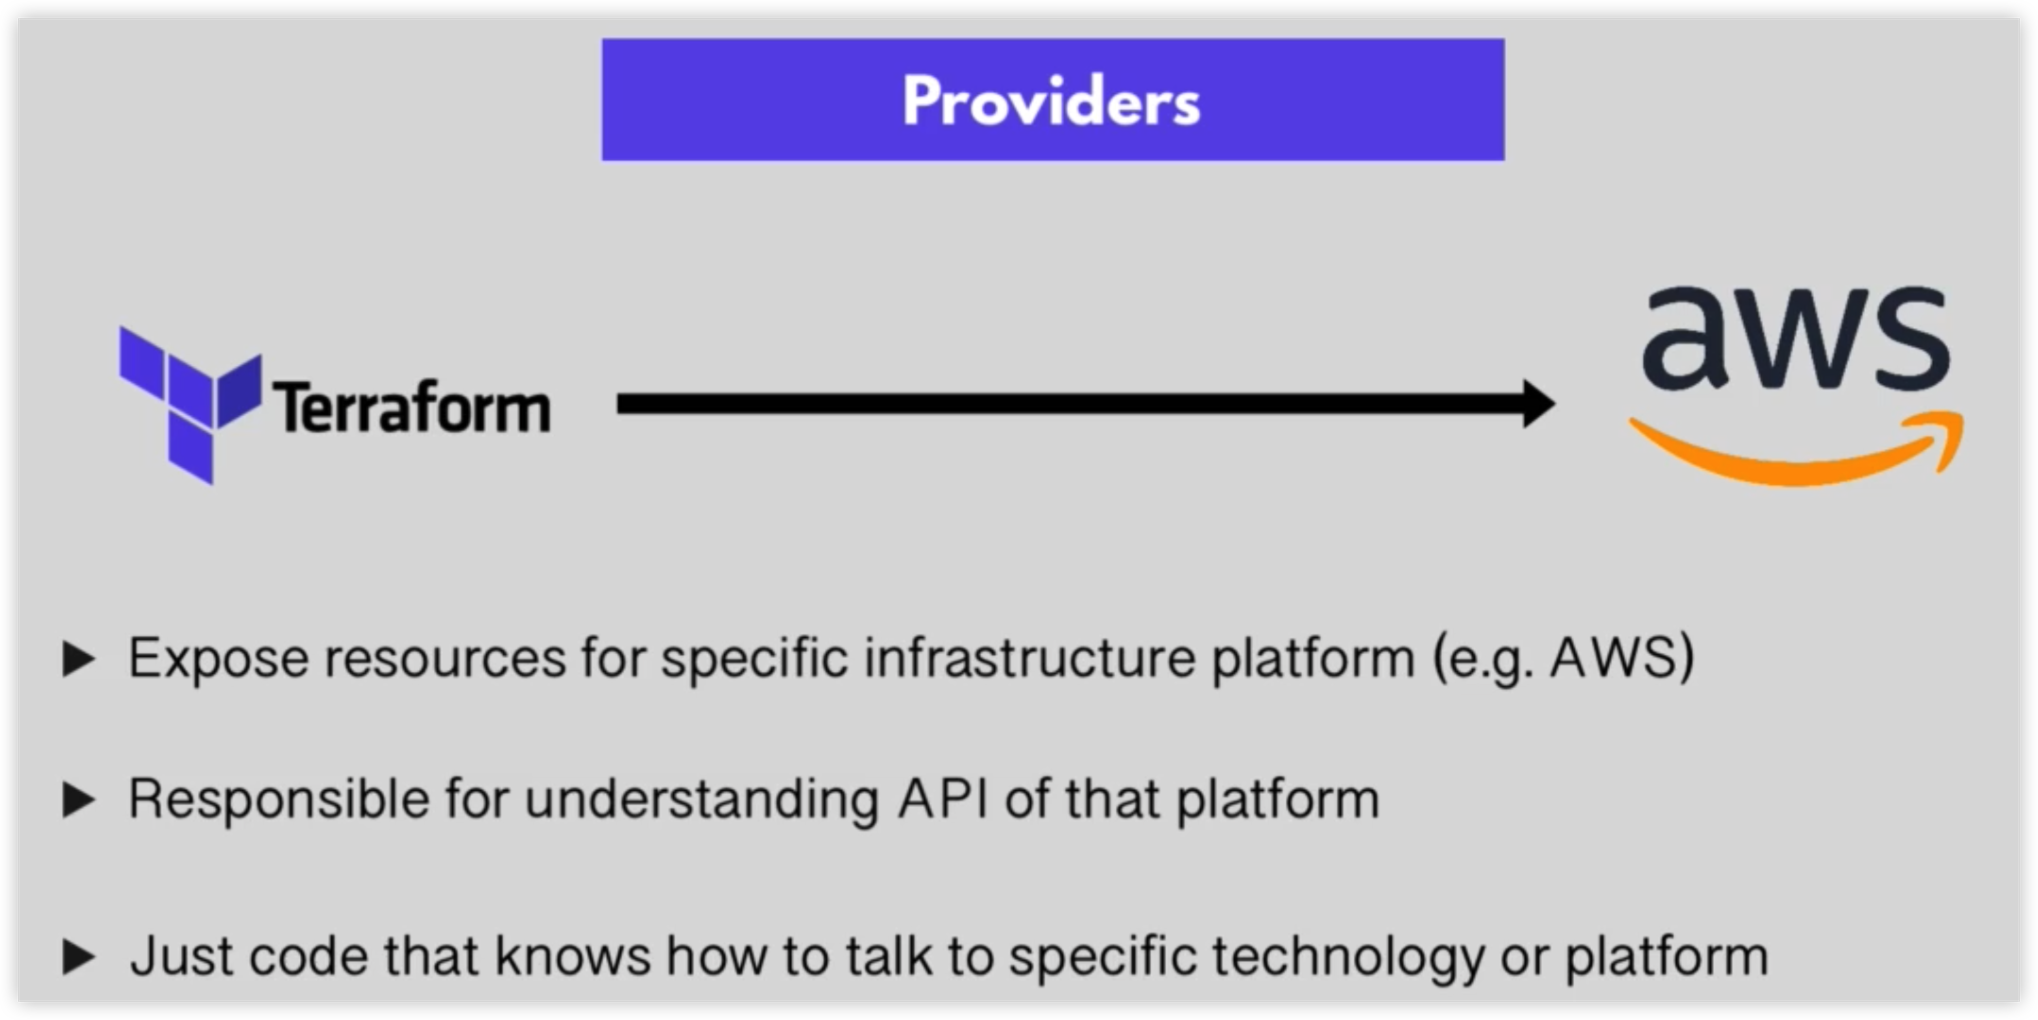 Providers
Terraform
aws
Expose resources for specific infrastructure platform (e.g. AWS)
Responsible for understanding API of that platform
Just code that knows how to talk to specific technology or platform